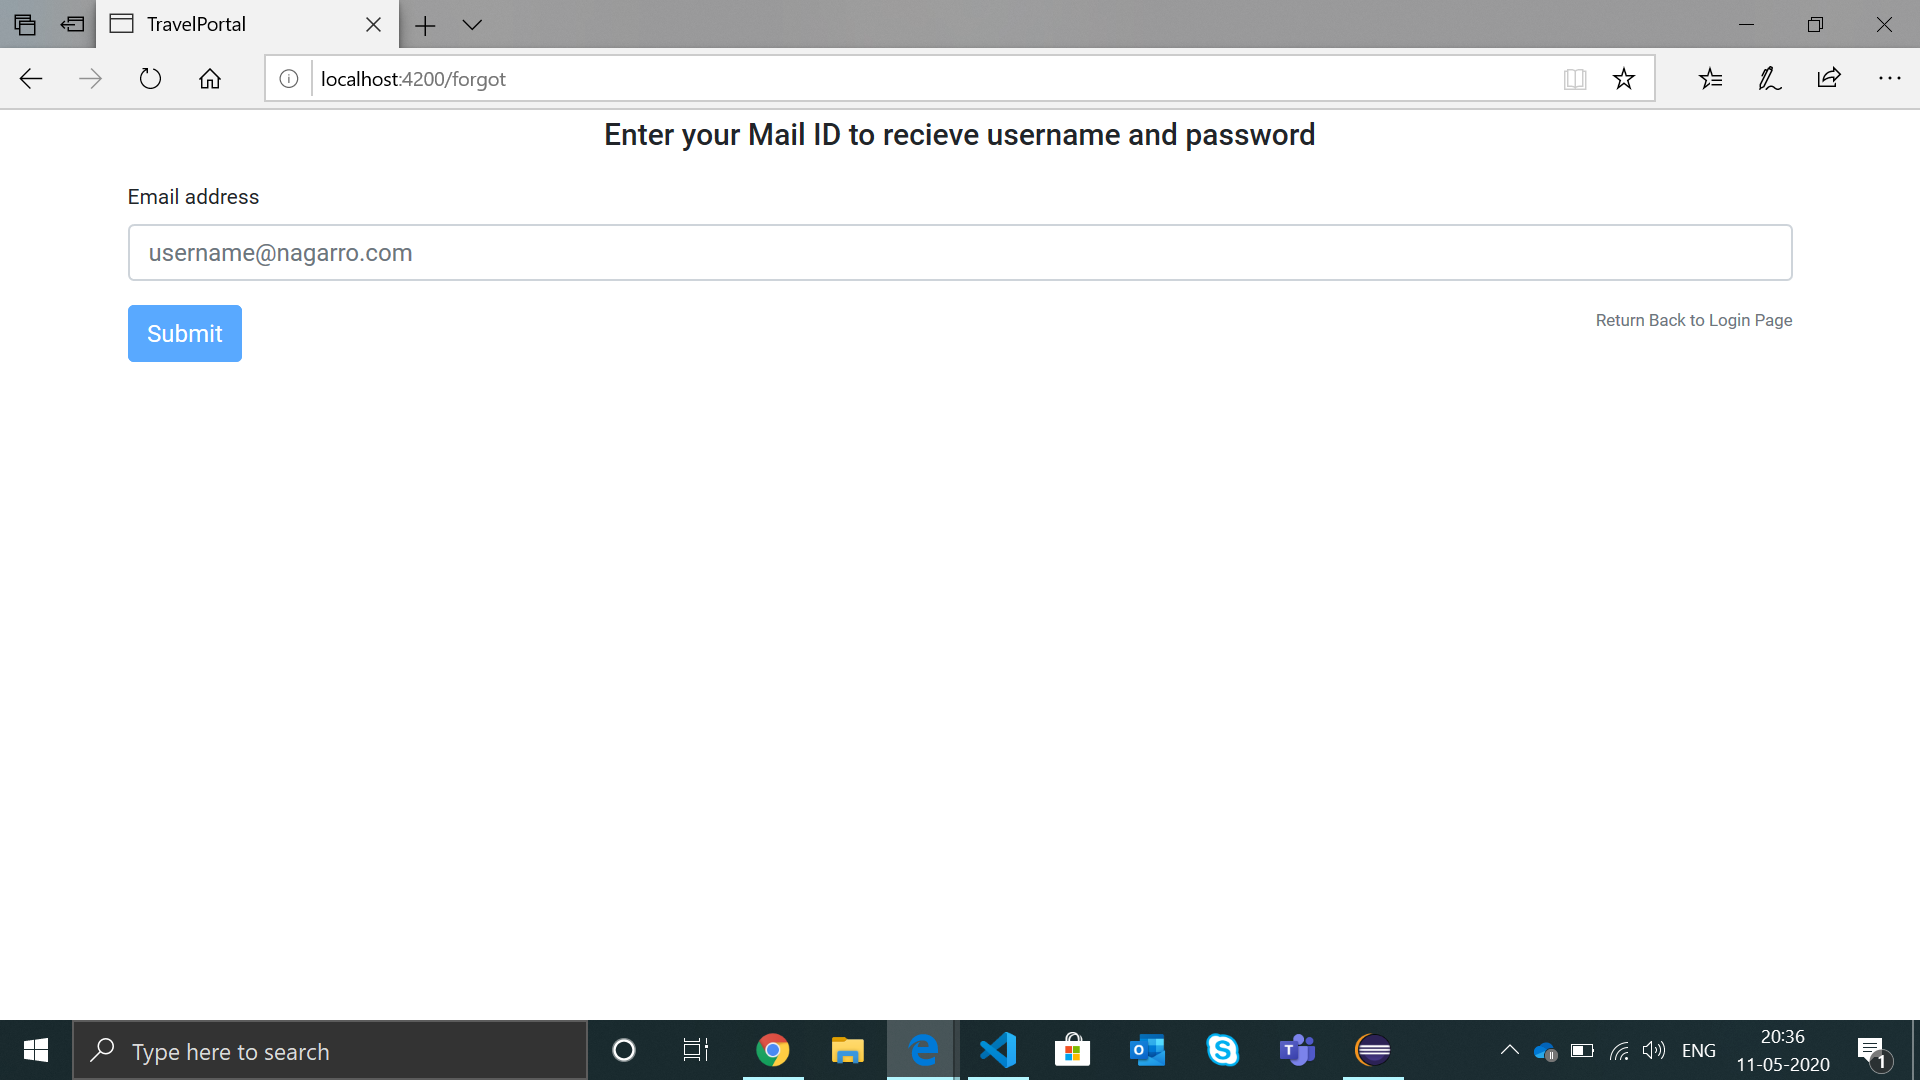 TravelPortal
localhost:4200/forgot
Enter your Mail ID to recieve username and password
Email address
username@nagarro.com
Submit
Return Back to Login Page
Type here to search
ENG
20:36
11-05-2020
1